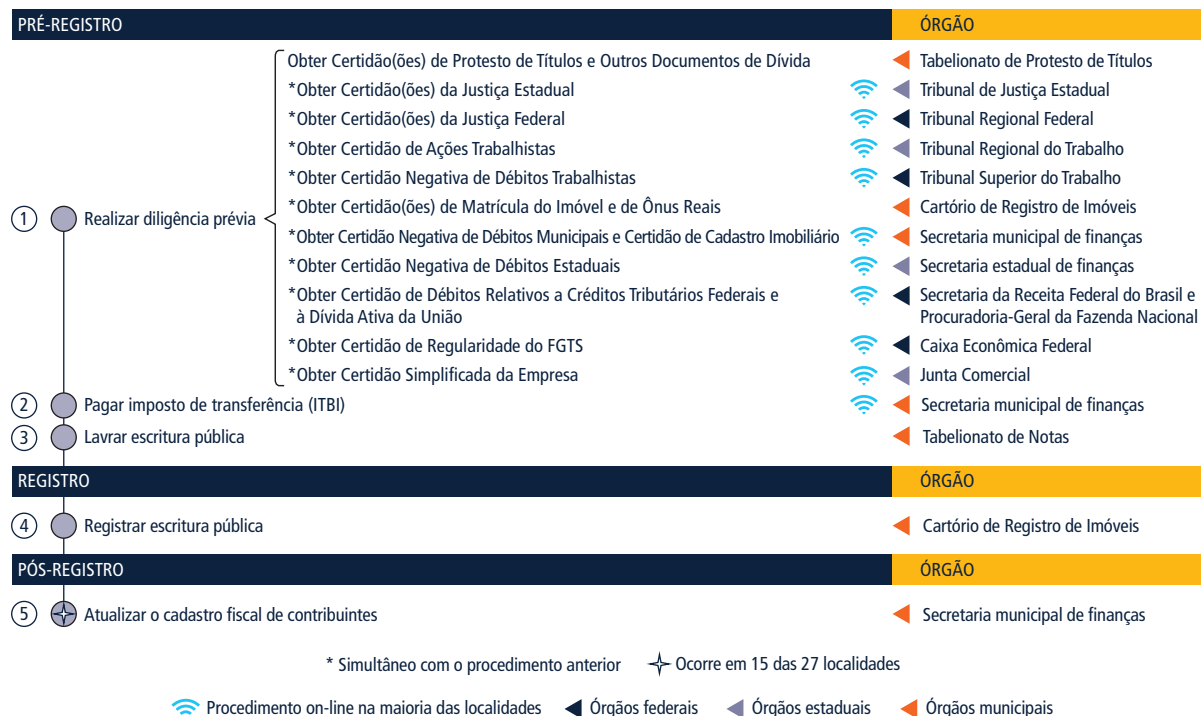 PRÉ-REGISTRO ÓRGÃO
Obter Certidão(ões) de Protesto de Títulos e Outros Documentos de Dívida Tabelionato de Protesto de Títulos
*Obter Certidão(ões) da Justiça Estadual Tribunal de Justiça Estadual
*Obter Certidão(ões) da Justiça Federal Tribunal Regional Federal
*Obter Certidão de Ações Trabalhistas Tribunal Regional do Trabalho
*Obter Certidão Negativa de Débitos Trabalhistas Tribunal Superior do Trabalho
1 Realizar diligência prévia *Obter Certidão(ões) de Matrícula do Imóvel e de Ônus Reais Cartório de Registro de Imóveis
*Obter Certidão Negativa de Débitos Municipais e Certidão de Cadastro Imobiliário Secretaria municipal de finanças
*Obter Certidão Negativa de Débitos Estaduais Secretaria estadual de finanças
*Obter Certidão de Débitos Relativos a Créditos Tributários Federais e Secretaria da Receita Federal do Brasil e
à Dívida Ativa da União Procuradoria-Geral da Fazenda Nacional
*Obter Certidão de Regularidade do FGTS Caixa Econômica Federal
*Obter Certidão Simplificada da Empresa Junta Comercial
2 Pagar imposto de transferência (ITBI) Secretaria municipal de finanças
3 Lavrar escritura pública Tabelionato de Notas
REGISTRO ÓRGÃO
4 Registrar escritura pública Cartório de Registro de Imóveis
PÓS-REGISTRO ÓRGÃO
5 Atualizar o cadastro fiscal de contribuintes Secretaria municipal de finanças
* Simultâneo com o procedimento anterior Ocorre em 15 das 27 localidades
Procedimento on-line na maioria das localidades Órgãos federais Órgãos estaduais Órgãos municipais